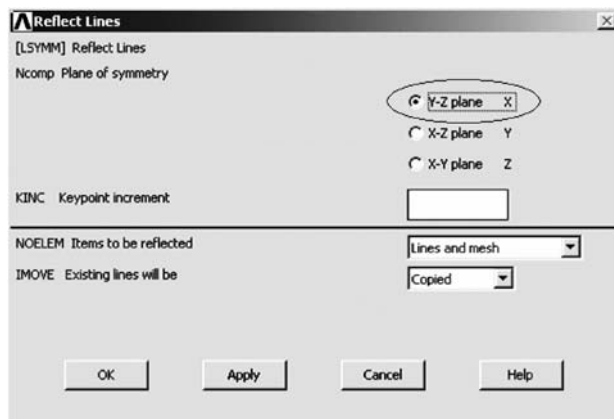 Reflect Lines
[LSYMM] Reflect Lines
Ncomp Plane of symmetry
Y-Z plane X
X-Z plane Y
X-Y plane Z
KINC Keypoint increment
NOELEM Items to be reflected Lines and mesh
IMOVE Existing lines will be Copied
OK Apply Cancel Help